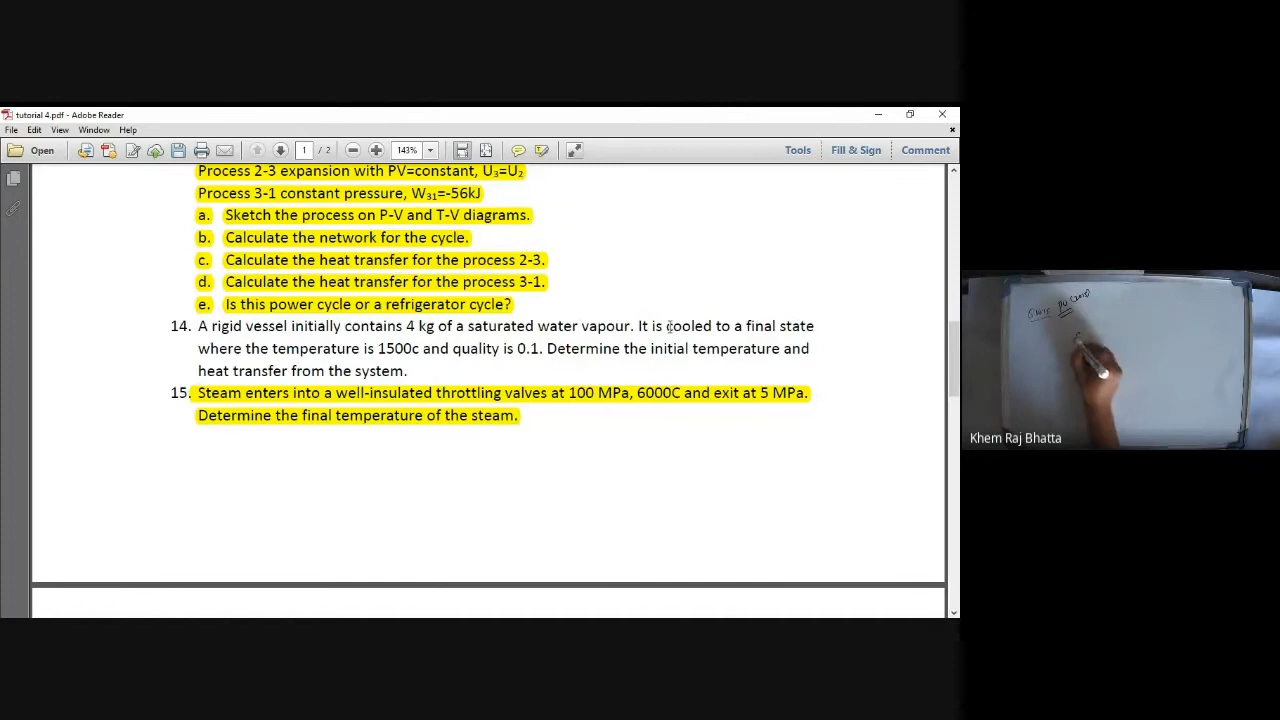 tutorial 4.pdf - Adobe Reader
File Edit View Window Help
Open 1 / 2 143% Tools Fill & Sign Comment
Process 2-3 expansion with PV=constant, U₃=U₂
Process 3-1 constant pressure, W₃₁=-56kJ
a. Sketch the process on P-V and T-V diagrams.
b. Calculate the network for the cycle.
c. Calculate the heat transfer for the process 2-3.
d. Calculate the heat transfer for the process 3-1.
e. Is this power cycle or a refrigerator cycle?
14. A rigid vessel initially contains 4 kg of a saturated water vapour. It is cooled to a final state
where the temperature is 1500c and quality is 0.1. Determine the initial temperature and
heat transfer from the system.
15. Steam enters into a well-insulated throttling valves at 100 MPa, 6000C and exit at 5 MPa.
Determine the final temperature of the steam.
Khem Raj Bhatta